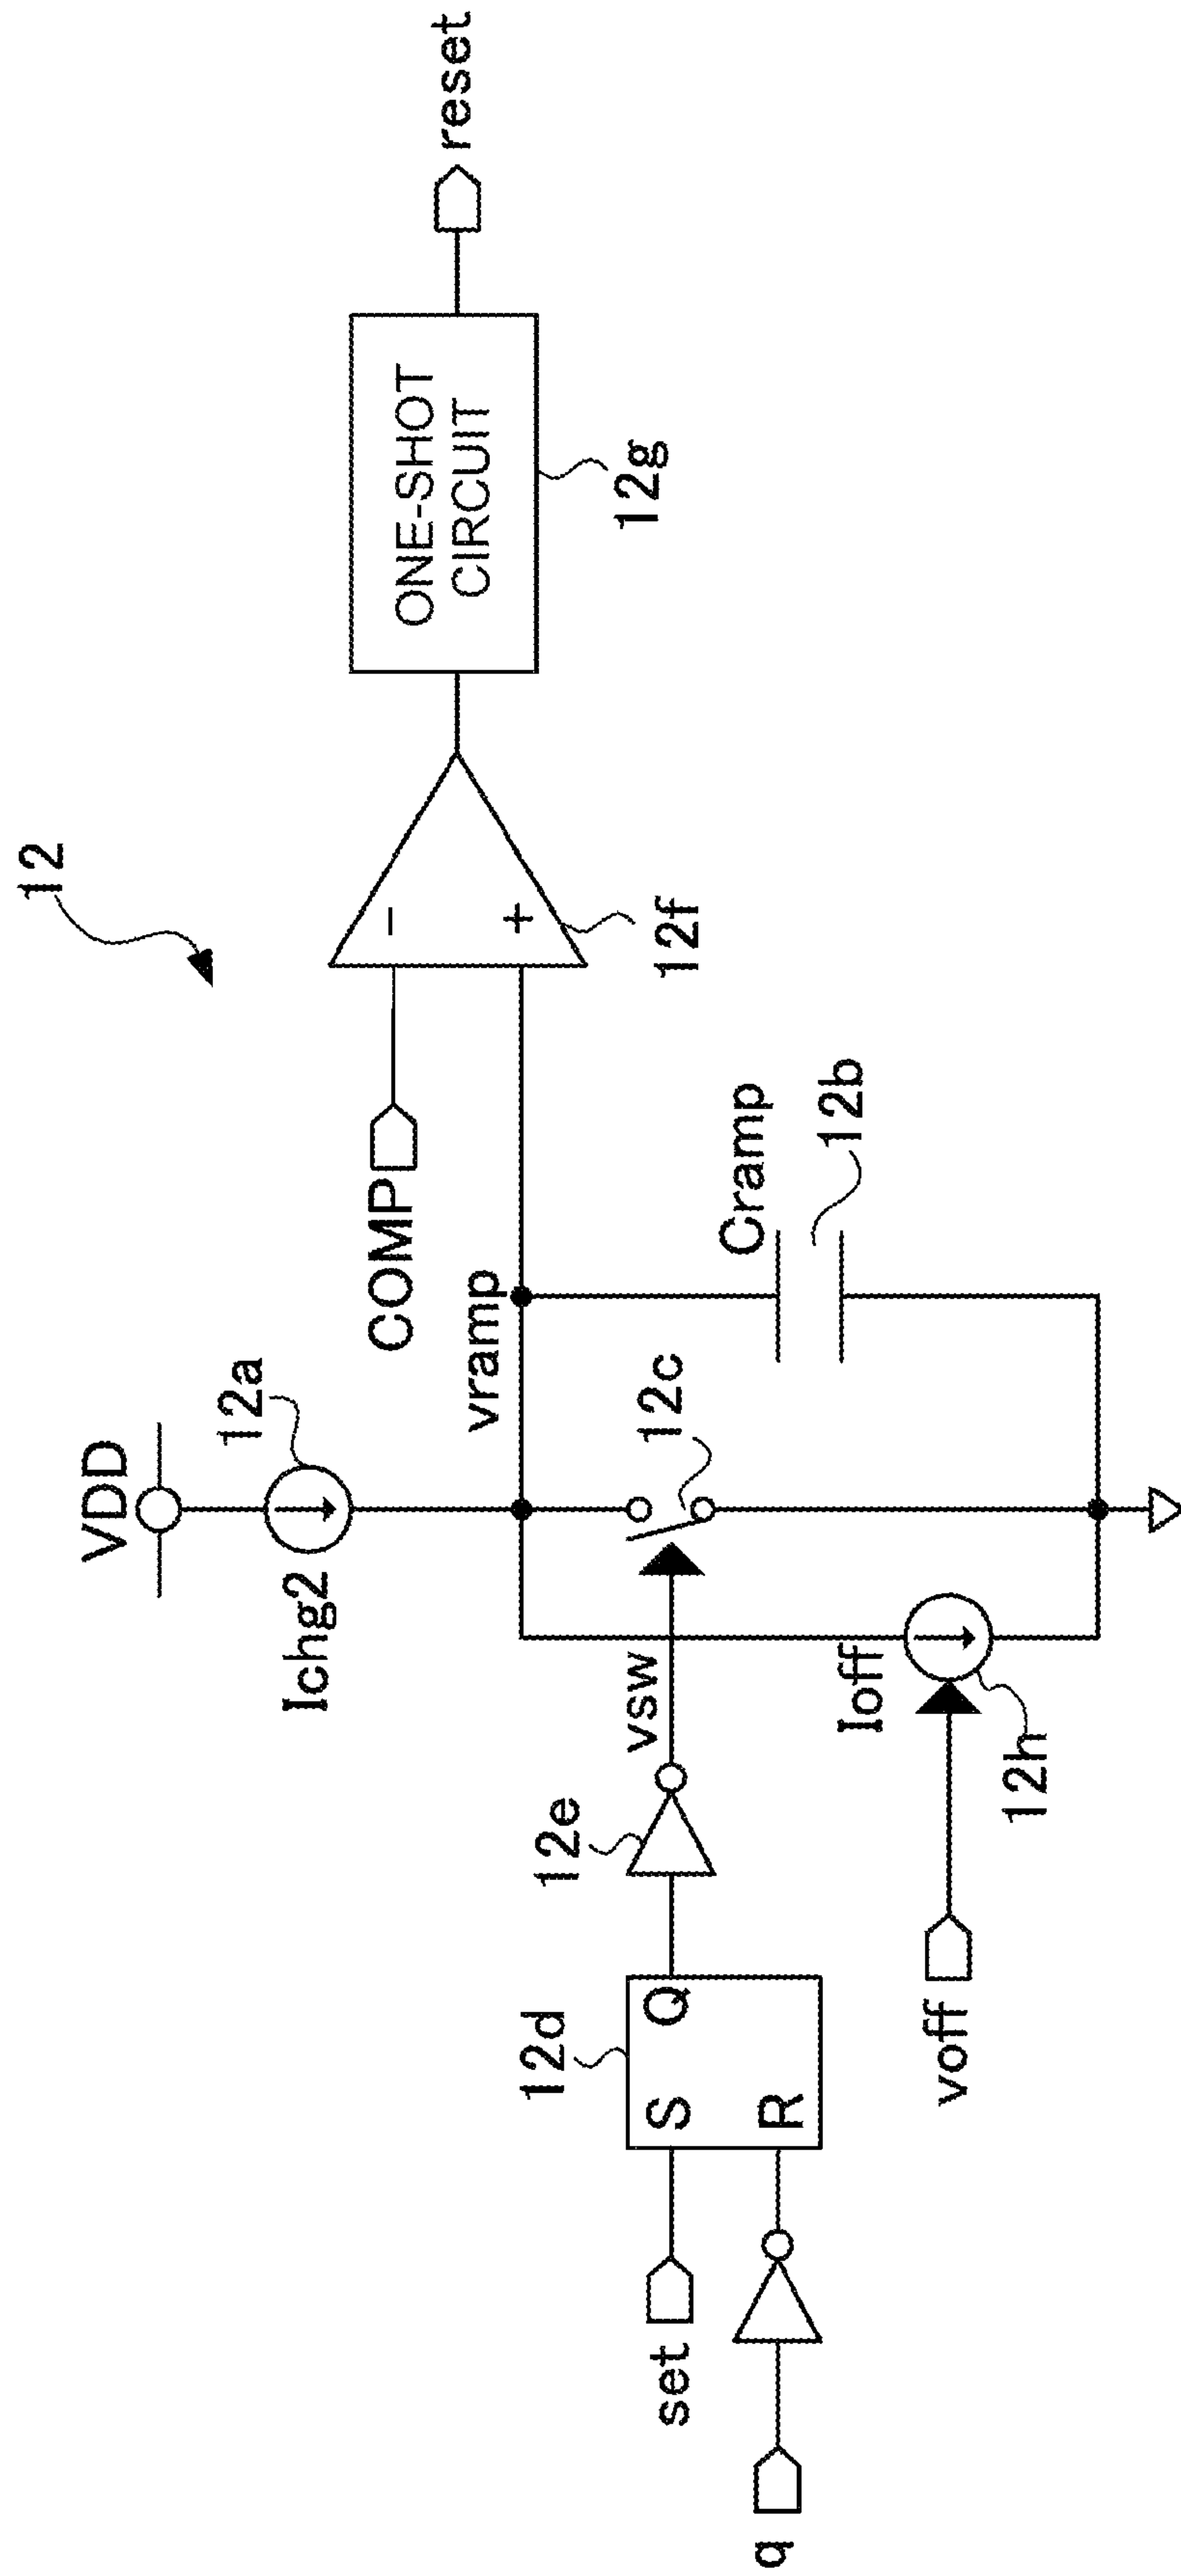 12
VDD
12a
Ichg2
COMP
vramp
−
+
12f
ONE-SHOT
CIRCUIT
12g
reset
Cramp
12b
12c
vsw
12e
12d
S
Q
R
set
q
Ioff
12h
voff